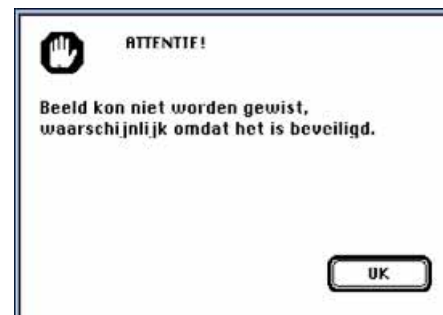 ATTENTIE!
Beeld kon niet worden gewist,
waarschijnlijk omdat het is beveiligd.
OK